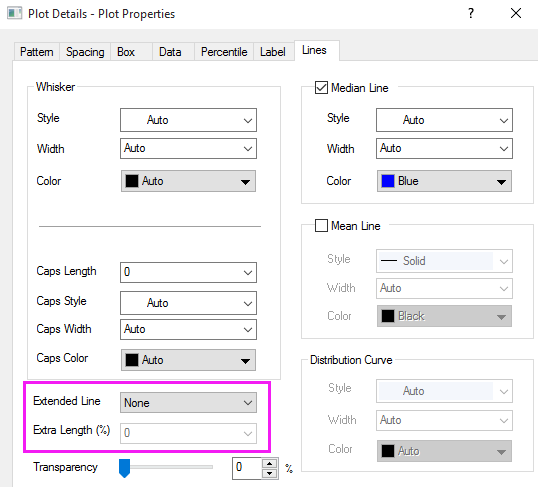 Plot Details - Plot Properties
?
Pattern Spacing Box Data Percentile Label Lines
Whisker
Style Auto
Width Auto
Color Auto
Caps Length 0
Caps Style Auto
Caps Width Auto
Caps Color Auto
Extended Line None
Extra Length (%) 0
Transparency 0 %
Median Line
Style Auto
Width Auto
Color Blue
Mean Line
Style Solid
Width Auto
Color Black
Distribution Curve
Style Auto
Width Auto
Color Auto